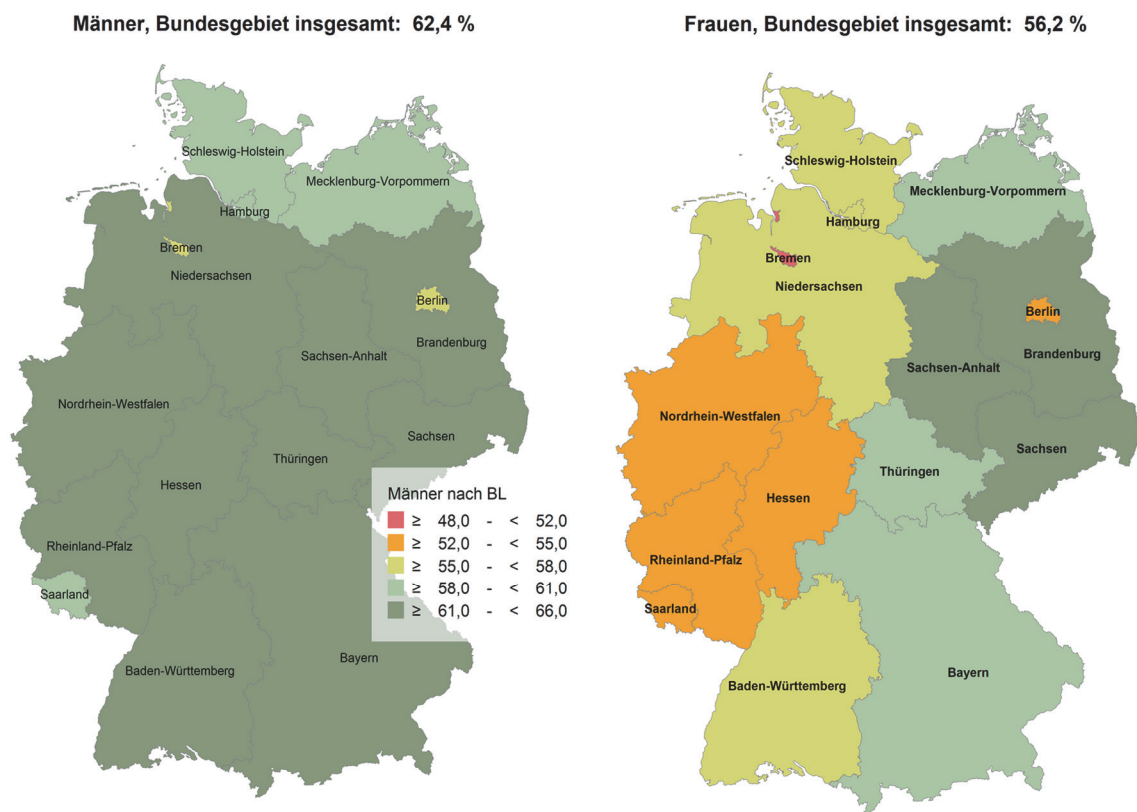 Männer, Bundesgebiet insgesamt: 62,4 %
Schleswig-Holstein
Mecklenburg-Vorpommern
Hamburg
Bremen
Niedersachsen
Berlin
Brandenburg
Sachsen-Anhalt
Nordrhein-Westfalen
Sachsen
Thüringen
Hessen
Rheinland-Pfalz
Saarland
Baden-Württemberg
Bayern
Männer nach BL
≥ 48,0 - < 52,0
≥ 52,0 - < 55,0
≥ 55,0 - < 58,0
≥ 58,0 - < 61,0
≥ 61,0 - < 66,0
Frauen, Bundesgebiet insgesamt: 56,2 %
Schleswig-Holstein
Mecklenburg-Vorpommern
Hamburg
Bremen
Niedersachsen
Berlin
Brandenburg
Sachsen-Anhalt
Nordrhein-Westfalen
Sachsen
Thüringen
Hessen
Rheinland-Pfalz
Saarland
Baden-Württemberg
Bayern